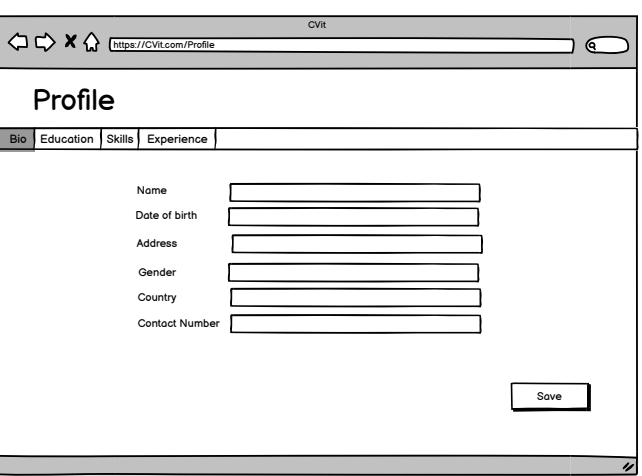 CVit
https://CVit.com/Profile
Profile
Bio Education Skills Experience
Name
Date of birth
Address
Gender
Country
Contact Number
Save